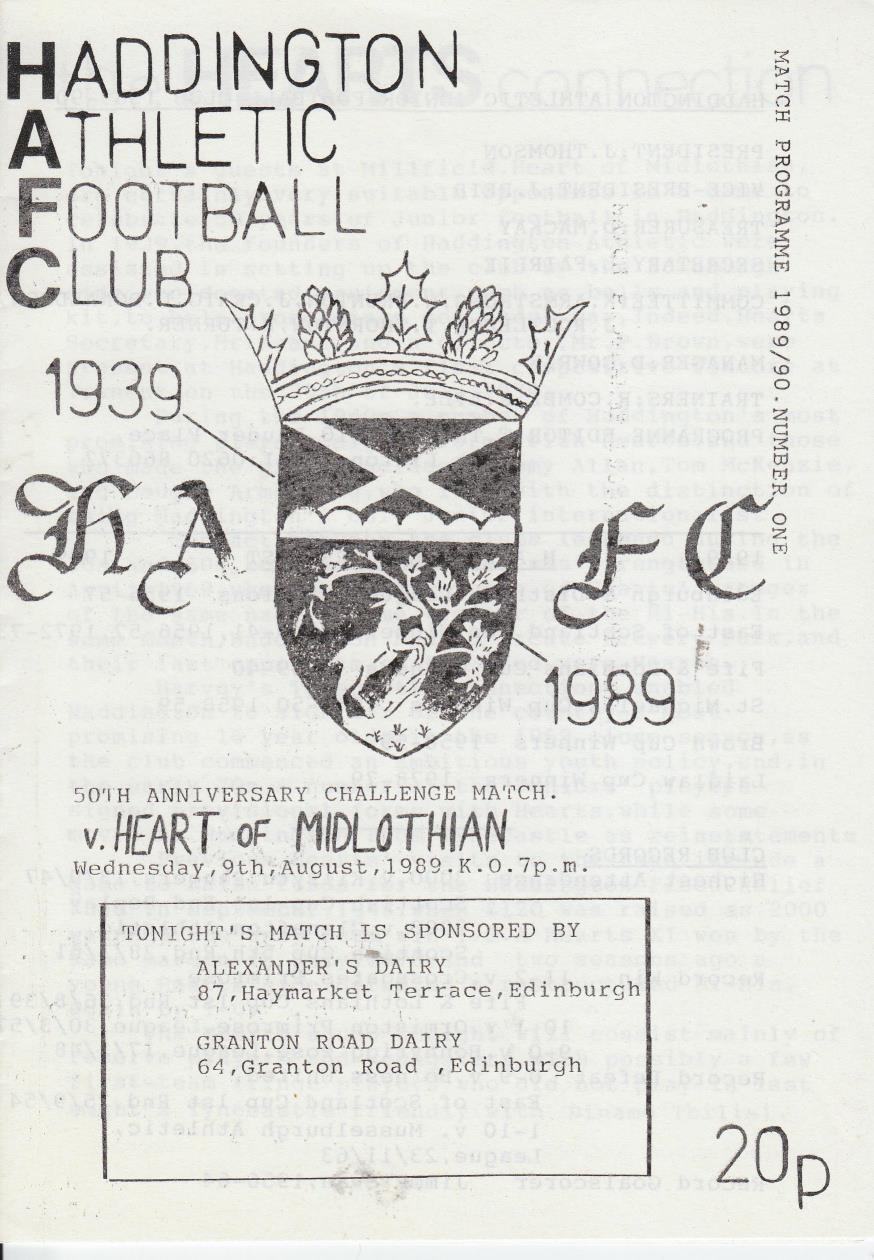 HADDINGTON
ATHLETIC
FOOTBALL
CLUB
MATCH PROGRAMME 1989/90.NUMBER ONE
1939
HA FC
1989
50TH ANNIVERSARY CHALLENGE MATCH.
v. HEART OF MIDLOTHIAN
Wednesday,9th,August,1989.K.O.7p.m.
TONIGHT'S MATCH IS SPONSORED BY
ALEXANDER'S DAIRY
87,Haymarket Terrace,Edinburgh
GRANTON ROAD DAIRY
64,Granton Road ,Edinburgh
20p